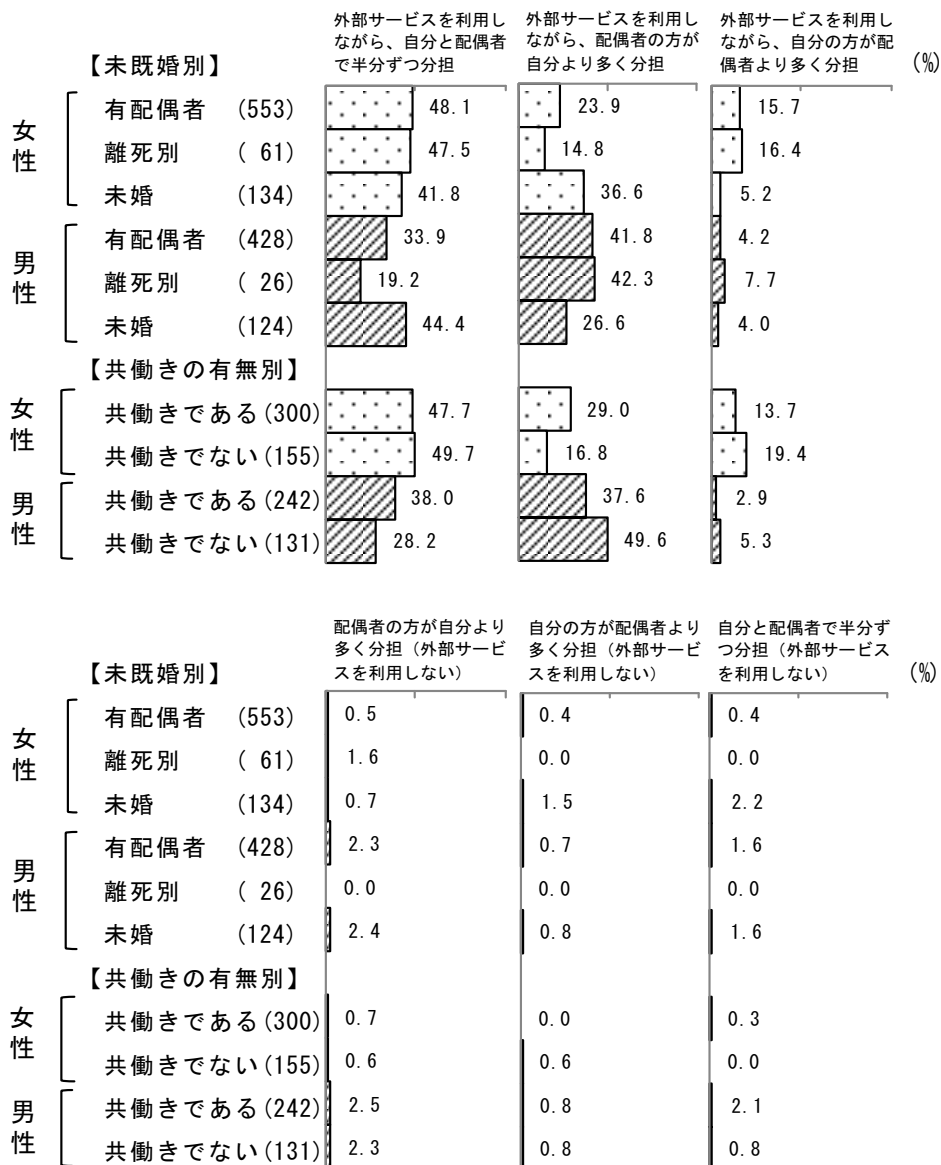 外部サービスを利用し
ながら、自分と配偶者
で半分ずつ分担
外部サービスを利用し
ながら、配偶者の方が
自分より多く分担
外部サービスを利用し
ながら、自分の方が配
偶者より多く分担
(%)
【未既婚別】
女性
有配偶者 (553) 48.1 23.9 15.7
離死別 ( 61) 47.5 14.8 16.4
未婚 (134) 41.8 36.6 5.2
男性
有配偶者 (428) 33.9 41.8 4.2
離死別 ( 26) 19.2 42.3 7.7
未婚 (124) 44.4 26.6 4.0
【共働きの有無別】
女性
共働きである(300) 47.7 29.0 13.7
共働きでない(155) 49.7 16.8 19.4
男性
共働きである(242) 38.0 37.6 2.9
共働きでない(131) 28.2 49.6 5.3
配偶者の方が自分より
多く分担（外部サービ
スを利用しない）
自分の方が配偶者より
多く分担（外部サービ
スを利用しない）
自分と配偶者で半分ず
つ分担（外部サービス
を利用しない）
(%)
【未既婚別】
女性
有配偶者 (553) 0.5 0.4 0.4
離死別 ( 61) 1.6 0.0 0.0
未婚 (134) 0.7 1.5 2.2
男性
有配偶者 (428) 2.3 0.7 1.6
離死別 ( 26) 0.0 0.0 0.0
未婚 (124) 2.4 0.8 1.6
【共働きの有無別】
女性
共働きである(300) 0.7 0.0 0.3
共働きでない(155) 0.6 0.6 0.0
男性
共働きである(242) 2.5 0.8 2.1
共働きでない(131) 2.3 0.8 0.8